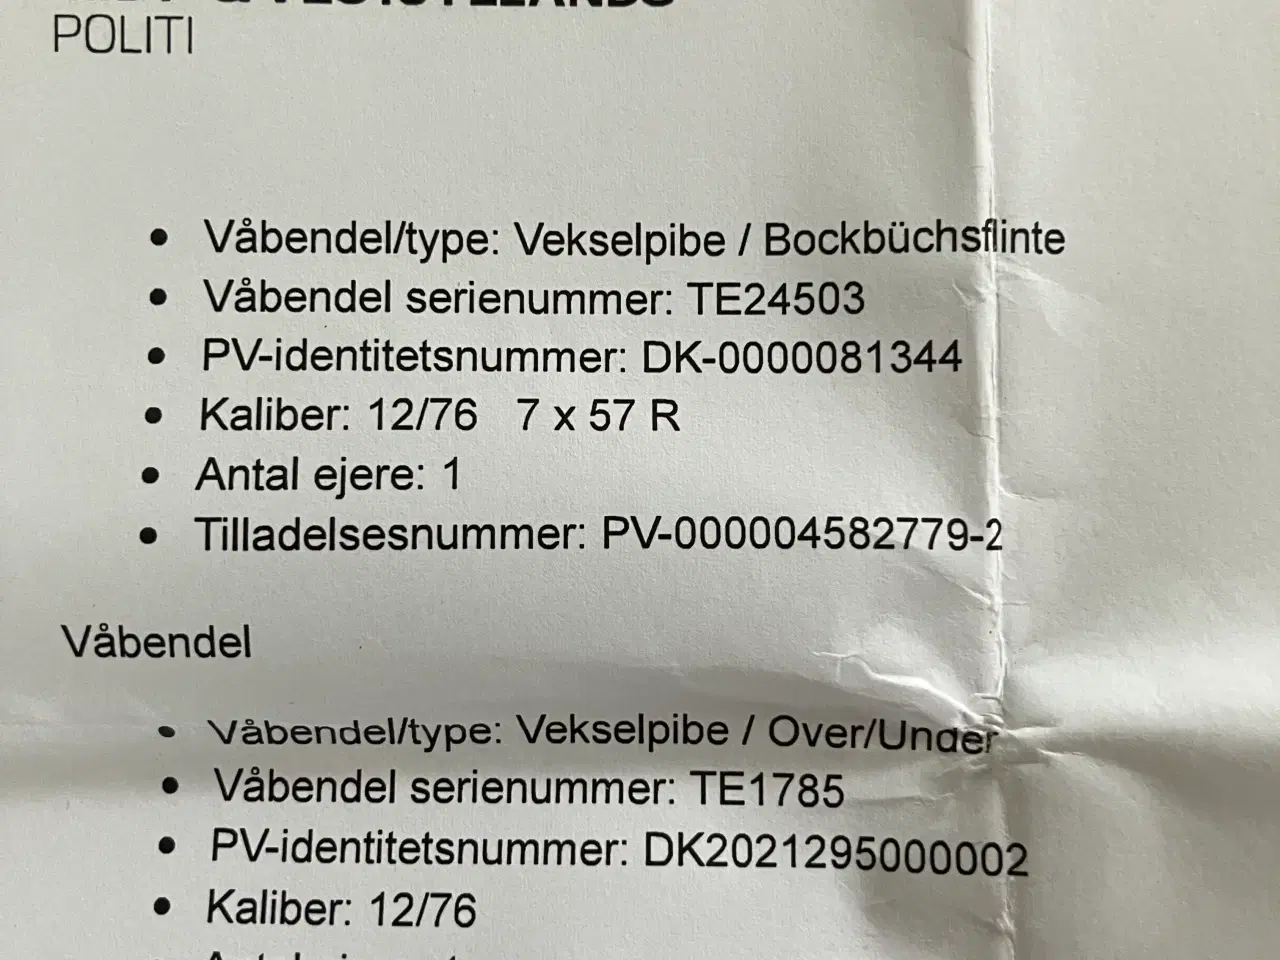 POLITI
• Våbendel/type: Vekselpibe / Bockbüchsflinte
• Våbendel serienummer: TE24503
• PV-identitetsnummer: DK-0000081344
• Kaliber: 12/76 7 x 57 R
• Antal ejere: 1
• Tilladelsesnummer: PV-000004582779-2
Våbendel
• Våbendel/type: Vekselpibe / Over/Under
• Våbendel serienummer: TE1785
• PV-identitetsnummer: DK2021295000002
• Kaliber: 12/76